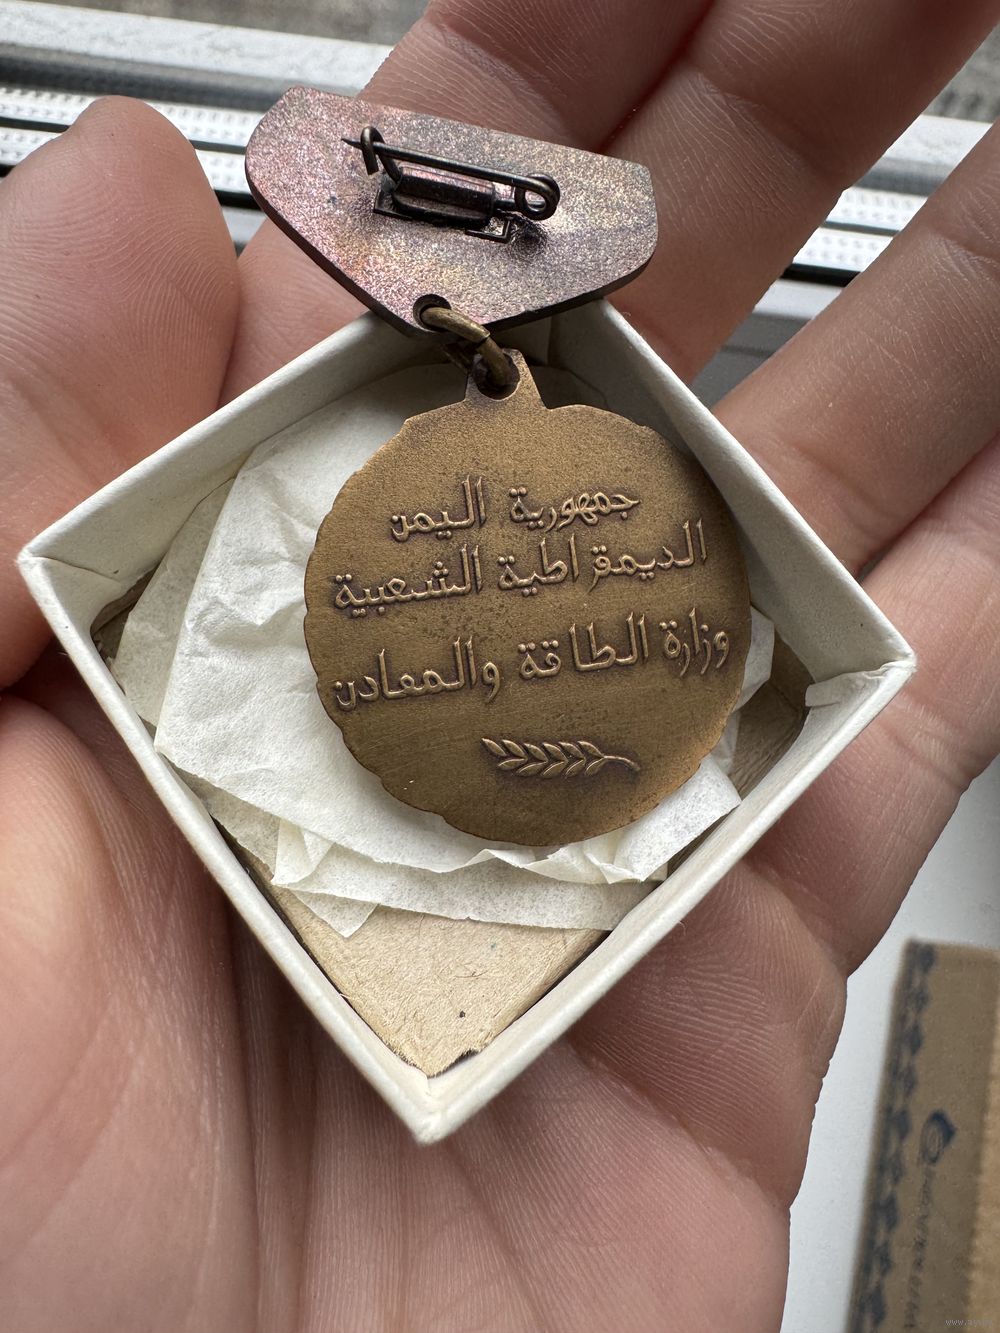 جمهورية اليمن
الديمقراطية الشعبية
وزارة الطاقة والمعادن